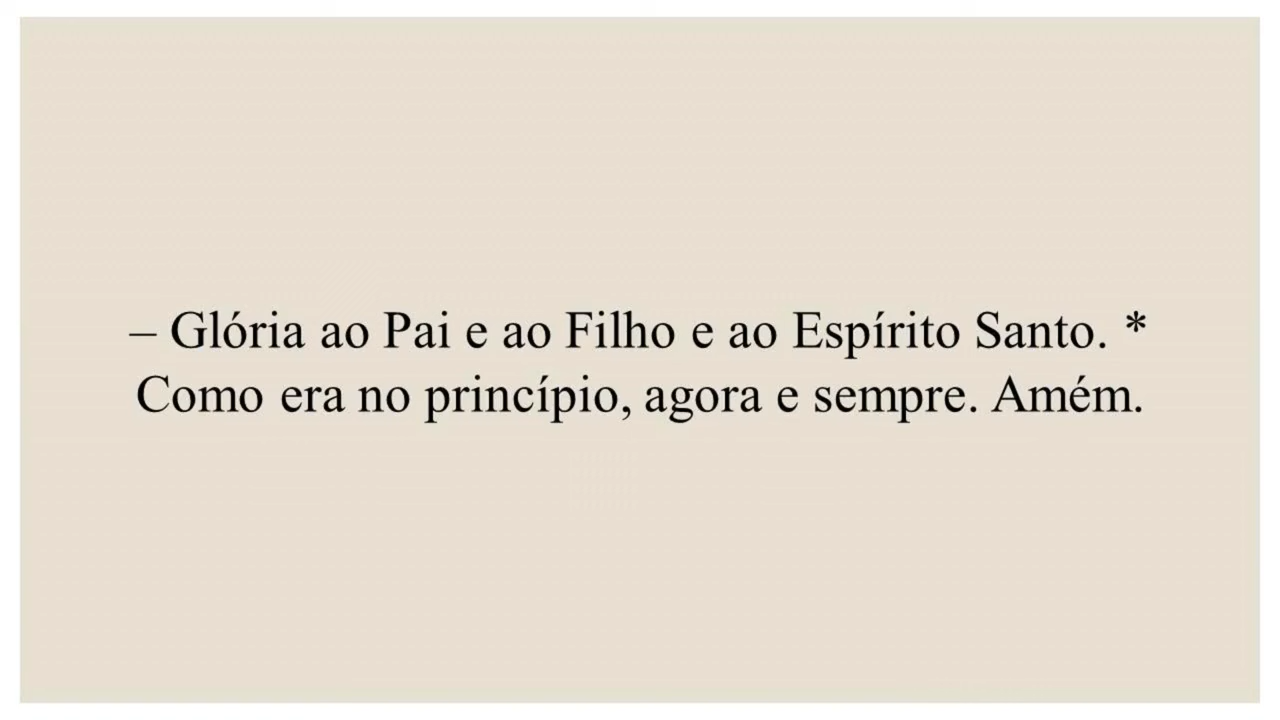 – Glória ao Pai e ao Filho e ao Espírito Santo. *
Como era no princípio, agora e sempre. Amém.